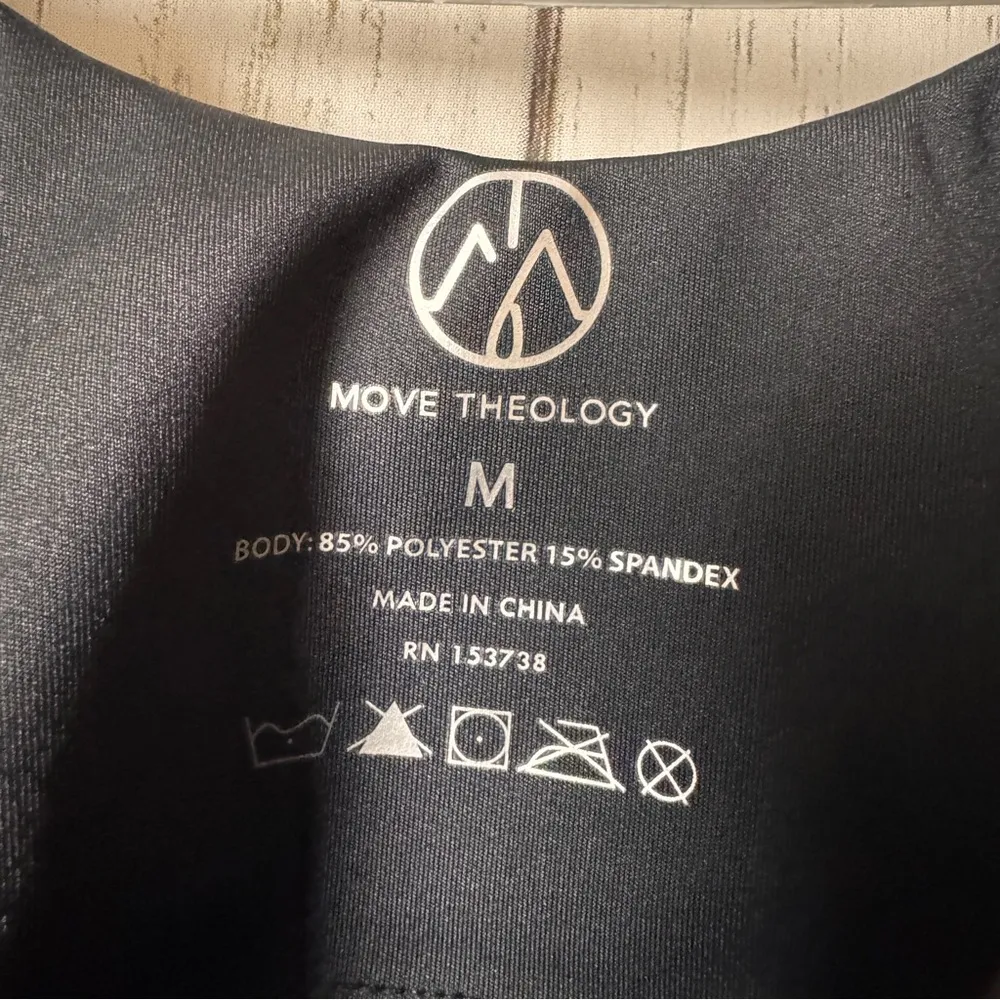 MOVE THEOLOGY
M
BODY: 85% POLYESTER 15% SPANDEX
MADE IN CHINA
RN 153738